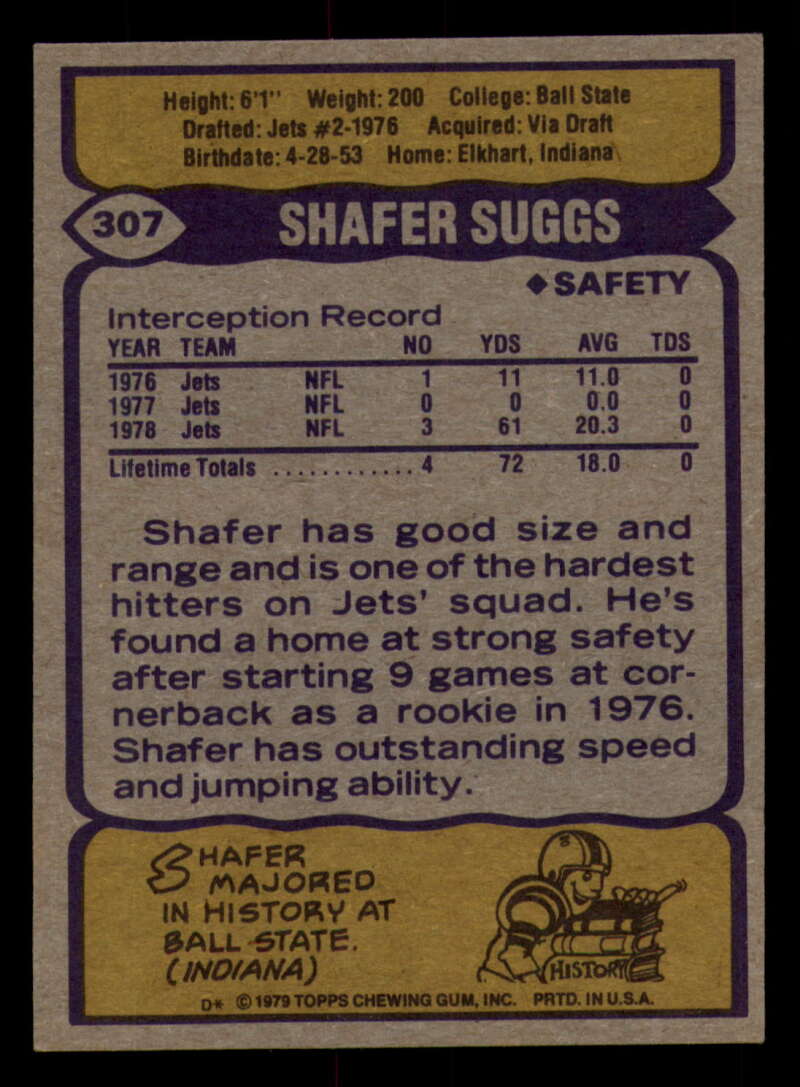 Height: 6'1" Weight: 200 College: Ball State
Drafted: Jets #2-1976 Acquired: Via Draft
Birthdate: 4-28-53 Home: Elkhart, Indiana
307 SHAFER SUGGS
◆SAFETY
Interception Record
YEAR TEAM NO YDS AVG TDS
1976 Jets NFL 1 11 11.0 0
1977 Jets NFL 0 0 0.0 0
1978 Jets NFL 3 61 20.3 0
Lifetime Totals ............ 4 72 18.0 0
Shafer has good size and
range and is one of the hardest
hitters on Jets' squad. He's
found a home at strong safety
after starting 9 games at cor-
nerback as a rookie in 1976.
Shafer has outstanding speed
and jumping ability.
SHAFER
MAJORED
IN HISTORY AT
BALL STATE.
(INDIANA)
HISTORY
D* © 1979 TOPPS CHEWING GUM, INC. PRTD. IN U.S.A.